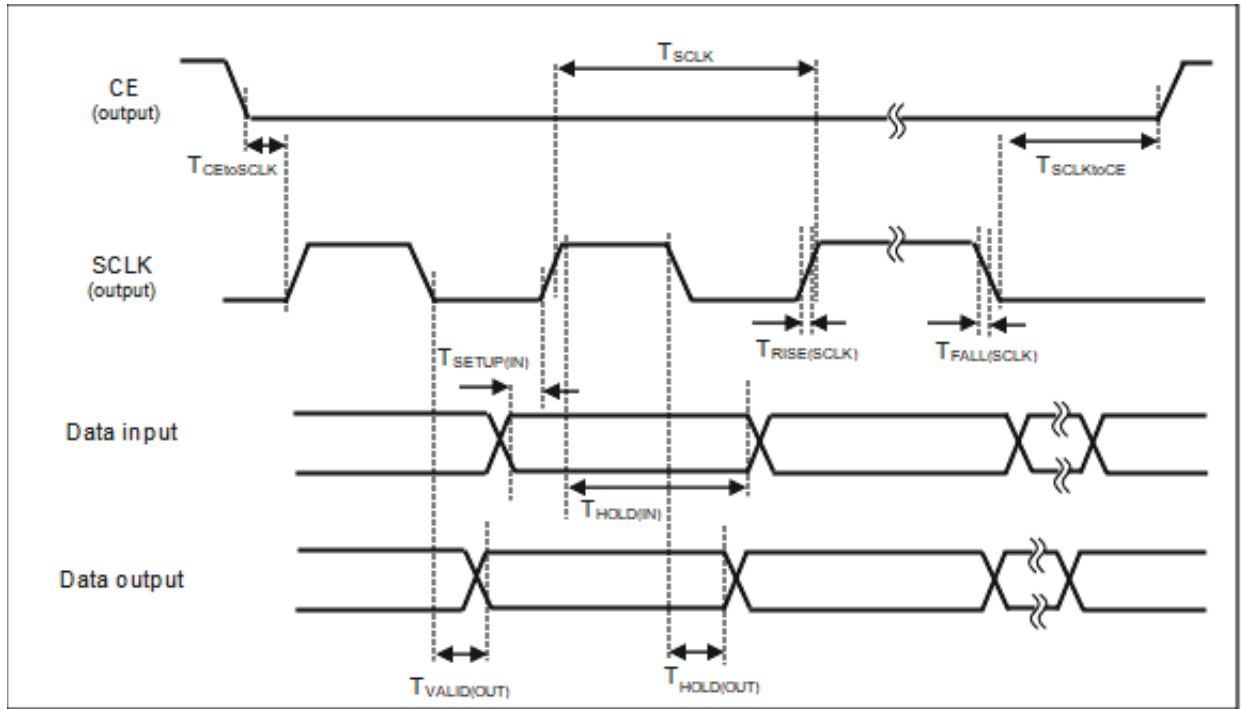 TSCLK
CE
(output)
TCEtoSCLK
TSCLKtoCE
SCLK
(output)
TSETUP(IN)
TRISE(SCLK)
TFALL(SCLK)
Data input
THOLD(IN)
Data output
TVALID(OUT)
THOLD(OUT)